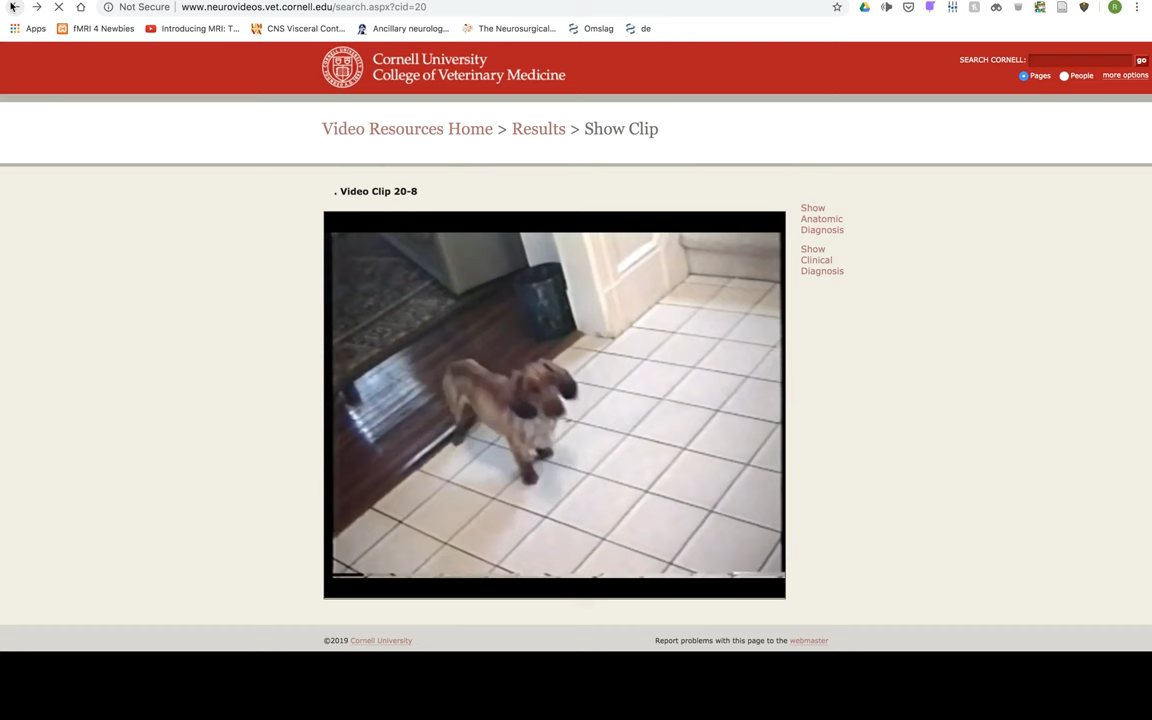 Not Secure | www.neurovideos.vet.cornell.edu/search.aspx?cid=20
Apps fMRI 4 Newbies Introducing MRI: T... CNS Visceral Cont... Ancillary neurolog... The Neurosurgical... Omslag de
Cornell University
College of Veterinary Medicine
SEARCH CORNELL: go
Pages People more options
Video Resources Home > Results > Show Clip
. Video Clip 20-8
Show
Anatomic
Diagnosis
Show
Clinical
Diagnosis
©2019 Cornell University
Report problems with this page to the webmaster